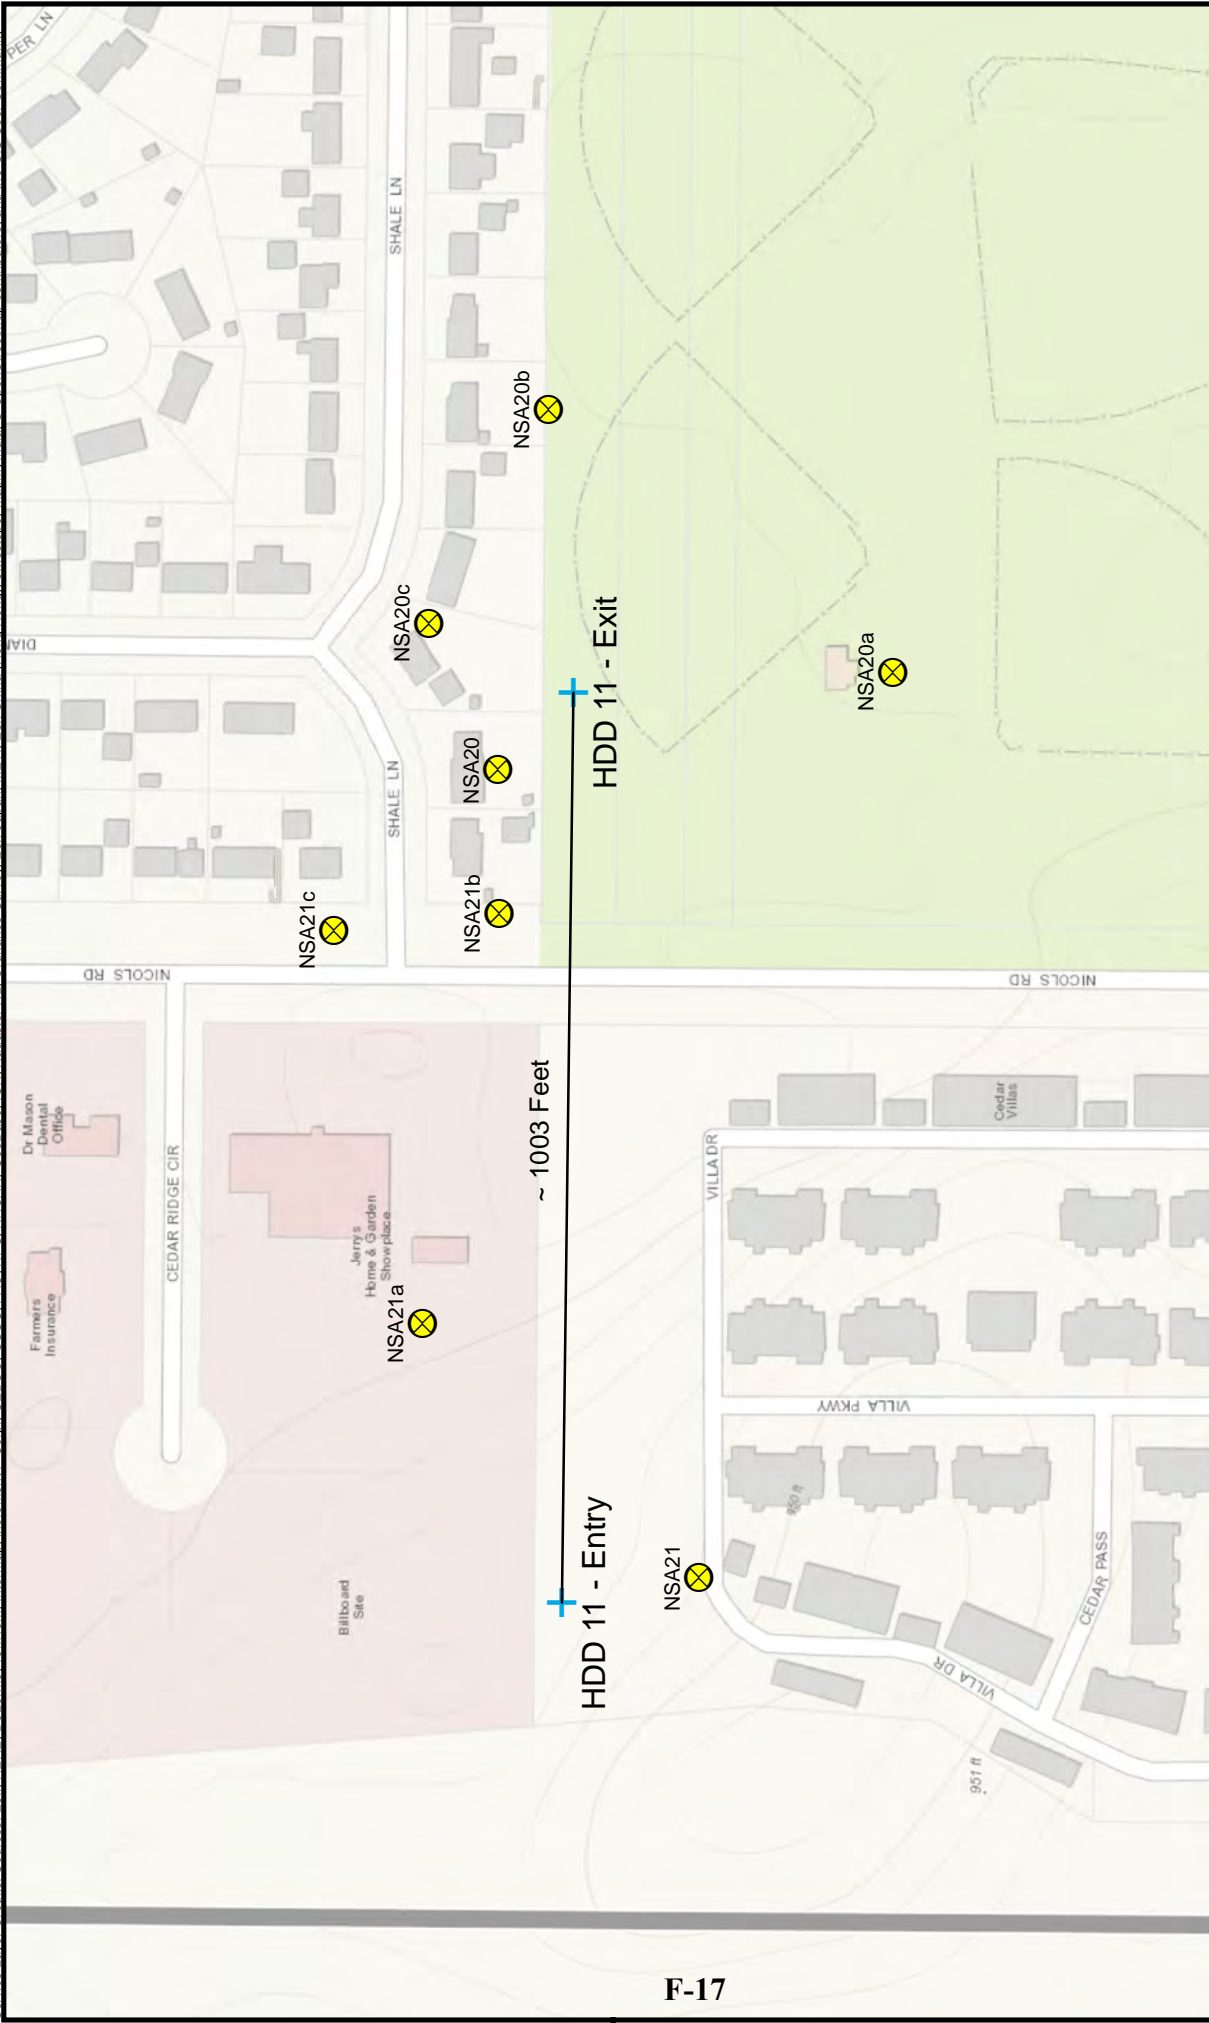 PER LN
SHALE LN
NSA20b
NSA20c
HDD 11 - Exit
NSA20a
NSA20
SHALE LN
NSA21b
NSA21c
NICOLS RD
NICOLS RD
~ 1003 Feet
Dr Mason
Dental
Office
CEDAR RIDGE CIR
Farmers
Insurance
Jerrys
Home & Garden
Showplace
NSA21a
VILLA DR
Cedar
Villas
VILLA PKWY
950 ft
HDD 11 - Entry
NSA21
Billboard
Site
CEDAR PASS
VILLA DR
951 ft
F-17